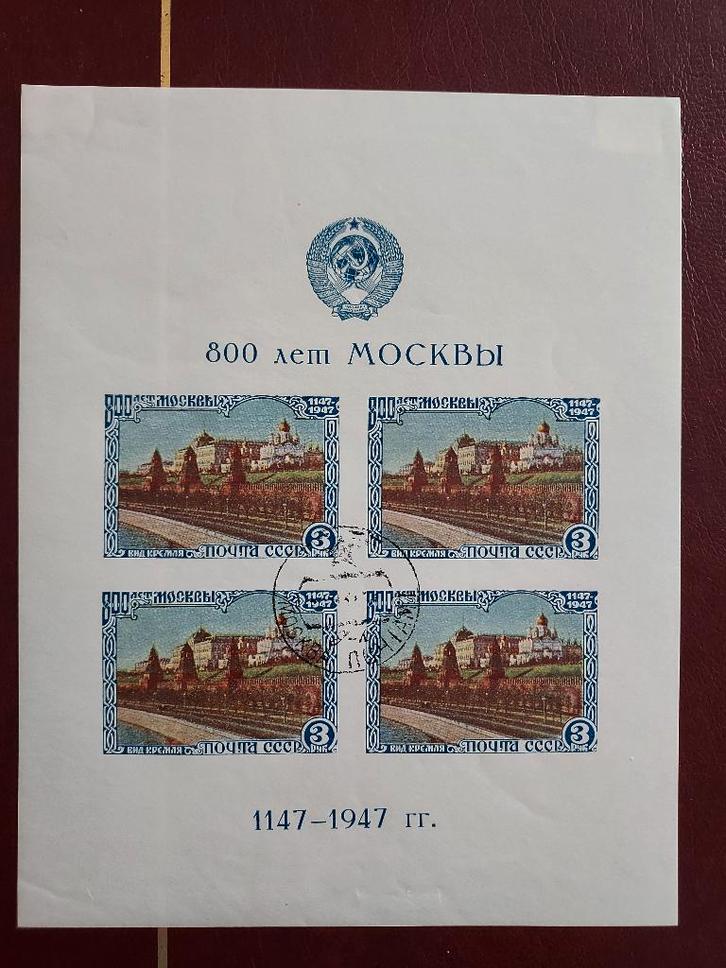 800 лет МОСКВЫ
800 ЛЕТ МОСКВЫ 1147-
1947
ВИД КРЕМЛЯ ПОЧТА СССР 3
РУБ
800 ЛЕТ МОСКВЫ 1147-
1947
ВИД КРЕМЛЯ ПОЧТА СССР 3
РУБ
800 ЛЕТ МОСКВЫ 1147-
1947
ВИД КРЕМЛЯ ПОЧТА СССР 3
РУБ
800 ЛЕТ МОСКВЫ 1147-
1947
ВИД КРЕМЛЯ ПОЧТА СССР 3
РУБ
1147–1947 гг.